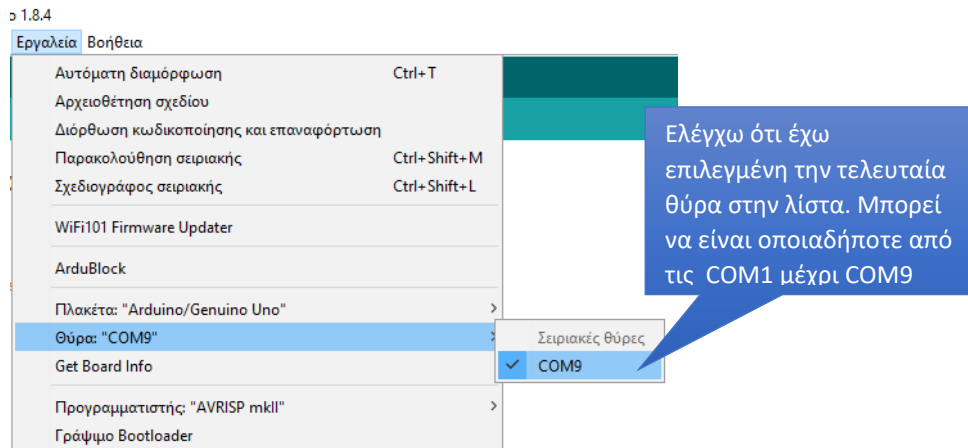 ο 1.8.4
Εργαλεία Βοήθεια
Αυτόματη διαμόρφωση Ctrl+T
Αρχειοθέτηση σχεδίου
Διόρθωση κωδικοποίησης και επαναφόρτωση
Παρακολούθηση σειριακής Ctrl+Shift+M
Σχεδιογράφος σειριακής Ctrl+Shift+L
WiFi101 Firmware Updater
ArduBlock
Πλακέτα: "Arduino/Genuino Uno"
Θύρα: "COM9"
Get Board Info
Προγραμματιστής: "AVRISP mkII"
Γράψιμο Bootloader
Σειριακές θύρες
COM9
Ελέγχω ότι έχω
επιλεγμένη την τελευταία
θύρα στην λίστα. Μπορεί
να είναι οποιαδήποτε από
τις COM1 μέχρι COM9